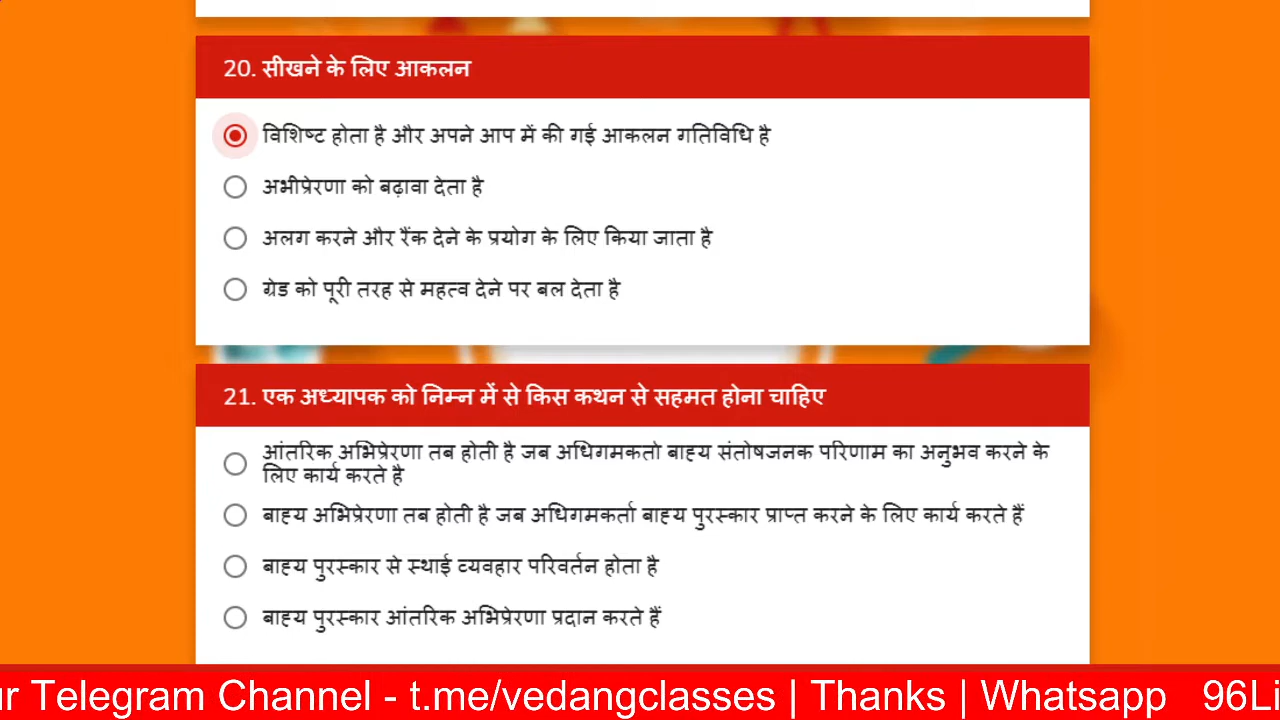 20. सीखने के लिए आकलन
विशिष्ट होता है और अपने आप में की गई आकलन गतिविधि है
अभीप्रेरणा को बढ़ावा देता है
अलग करने और रैंक देने के प्रयोग के लिए किया जाता है
ग्रेड को पूरी तरह से महत्व देने पर बल देता है
21. एक अध्यापक को निम्न में से किस कथन से सहमत होना चाहिए
आंतरिक अभिप्रेरणा तब होती है जब अधिगमकतो बाह्य संतोषजनक परिणाम का अनुभव करने के
लिए कार्य करते है
बाह्य अभिप्रेरणा तब होती है जब अधिगमकर्ता बाह्य पुरस्कार प्राप्त करने के लिए कार्य करते हैं
बाह्य पुरस्कार से स्थाई व्यवहार परिवर्तन होता है
बाह्य पुरस्कार आंतरिक अभिप्रेरणा प्रदान करते हैं
ur Telegram Channel - t.me/vedangclasses | Thanks | Whatsapp 96Li